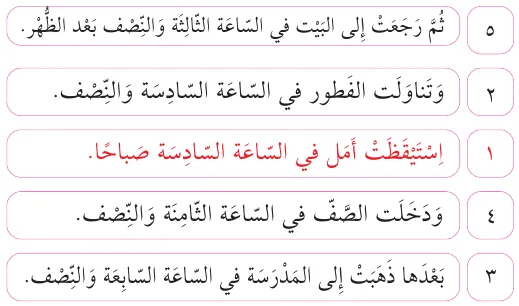 ٥ ثُمَّ رَجَعَتْ إِلى البَيْت في السّاعَة الثّالِثَة وَالنِّصْف بَعْد الظُّهْر.
٢ وَتَناوَلَت الفَطور في السّاعَة السّادِسَة وَالنِّصْف.
١ اِسْتَيْقَظَتْ أَمَل في السّاعَة السّادِسَة صَباحًا.
٤ وَدَخَلَت الصَّفّ في السّاعَة الثّامِنَة وَالنِّصْف.
٣ بَعْدَها ذَهَبَتْ إِلى المَدْرَسَة في السّاعَة السّابِعَة وَالنِّصْف.